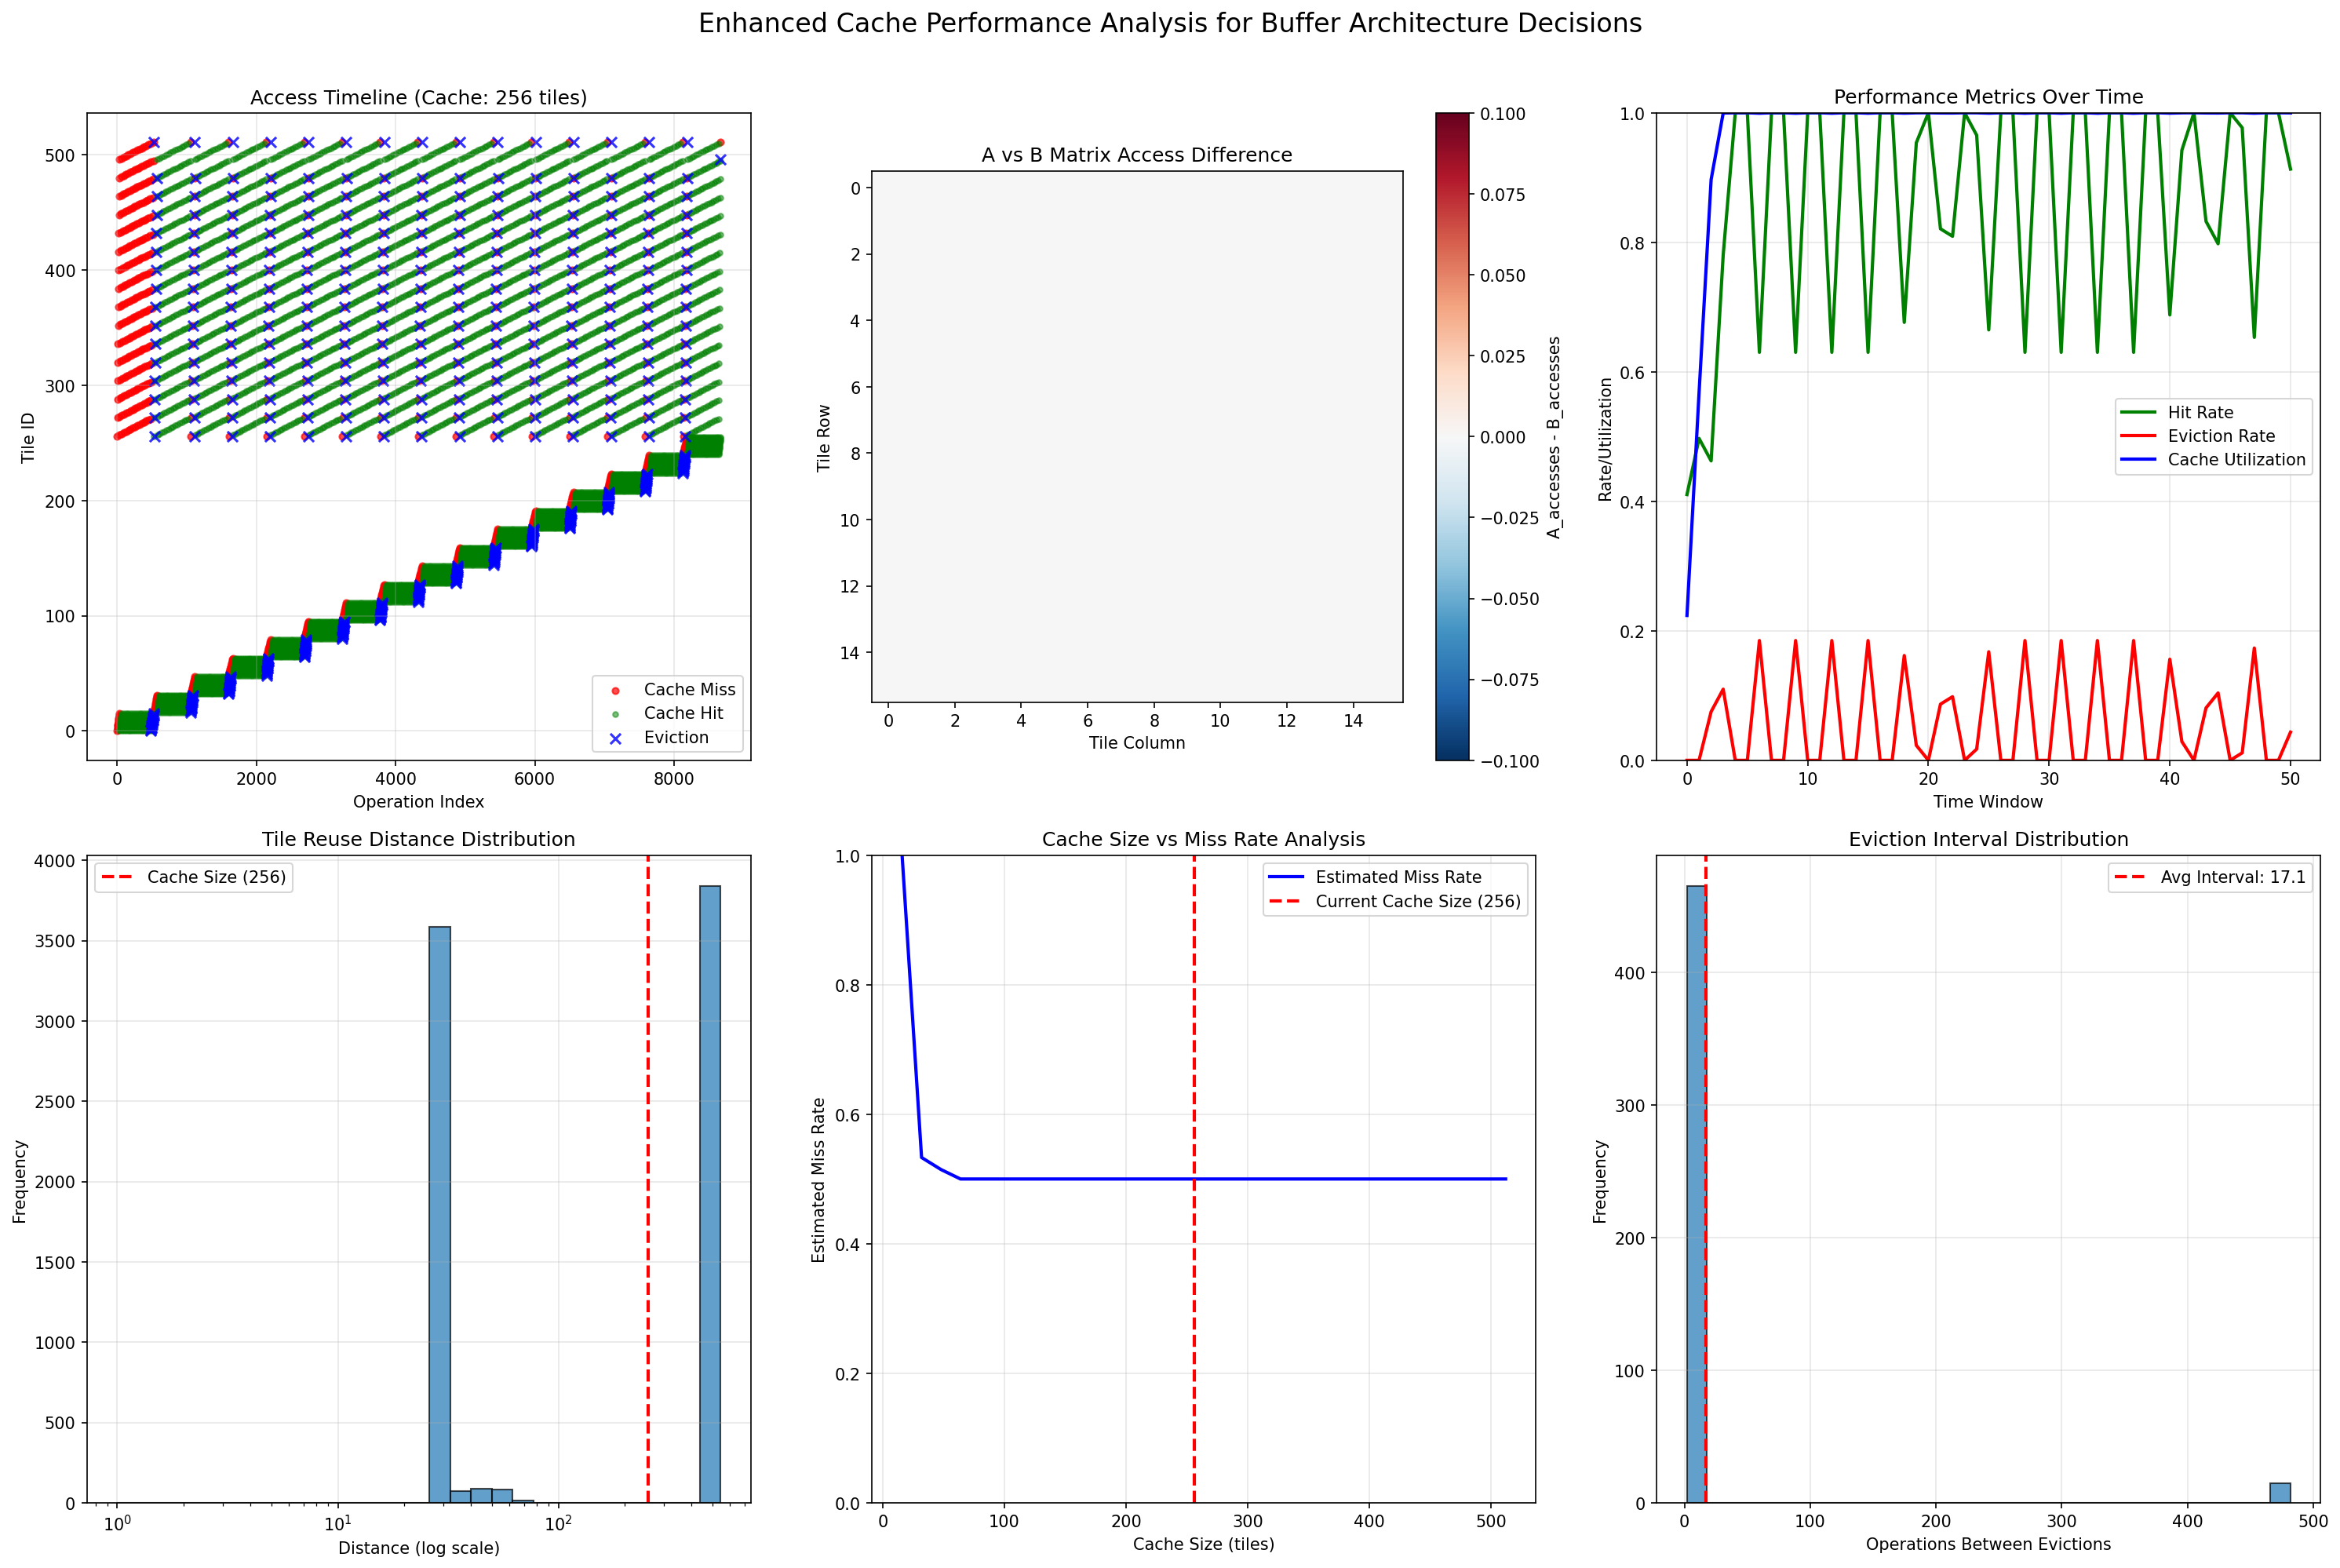 Enhanced Cache Performance Analysis for Buffer Architecture Decisions
Access Timeline (Cache: 256 tiles)
500
400
300
200
100
0
Tile ID
0
2000
4000
6000
8000
Operation Index
Cache Miss
Cache Hit
Eviction
A vs B Matrix Access Difference
0
2
4
6
8
10
12
14
Tile Row
0
2
4
6
8
10
12
14
Tile Column
0.100
0.075
0.050
0.025
0.000
−0.025
−0.050
−0.075
−0.100
A_accesses - B_accesses
Performance Metrics Over Time
1.0
0.8
0.6
0.4
0.2
0.0
Rate/Utilization
0
10
20
30
40
50
Time Window
Hit Rate
Eviction Rate
Cache Utilization
Tile Reuse Distance Distribution
4000
3500
3000
2500
2000
1500
1000
500
0
Frequency
10⁰
10¹
10²
Distance (log scale)
Cache Size (256)
Cache Size vs Miss Rate Analysis
1.0
0.8
0.6
0.4
0.2
0.0
Estimated Miss Rate
0
100
200
300
400
500
Cache Size (tiles)
Estimated Miss Rate
Current Cache Size (256)
Eviction Interval Distribution
400
300
200
100
0
Frequency
0
100
200
300
400
500
Operations Between Evictions
Avg Interval: 17.1